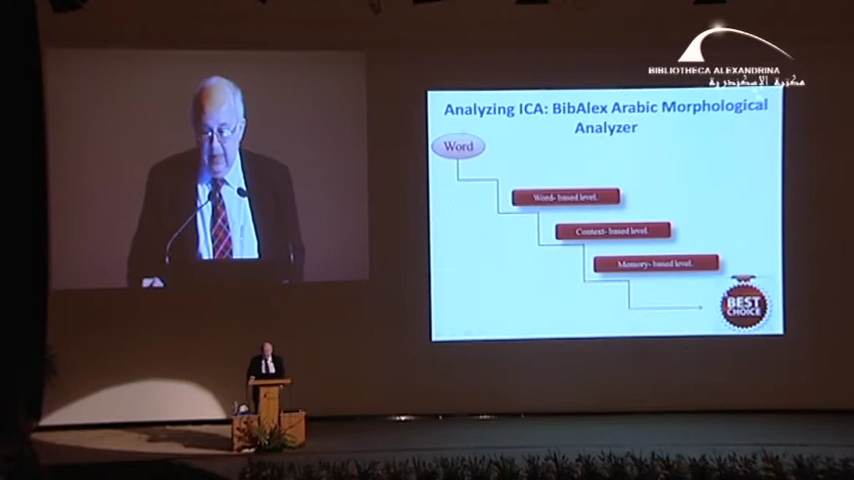 BIBLIOTHECA ALEXANDRINA
مكتبة الإسكندرية
Analyzing ICA: BibAlex Arabic Morphological
Analyzer
Word
Word- based level.
Context- based level.
Memory- based level.
BEST
CHOICE